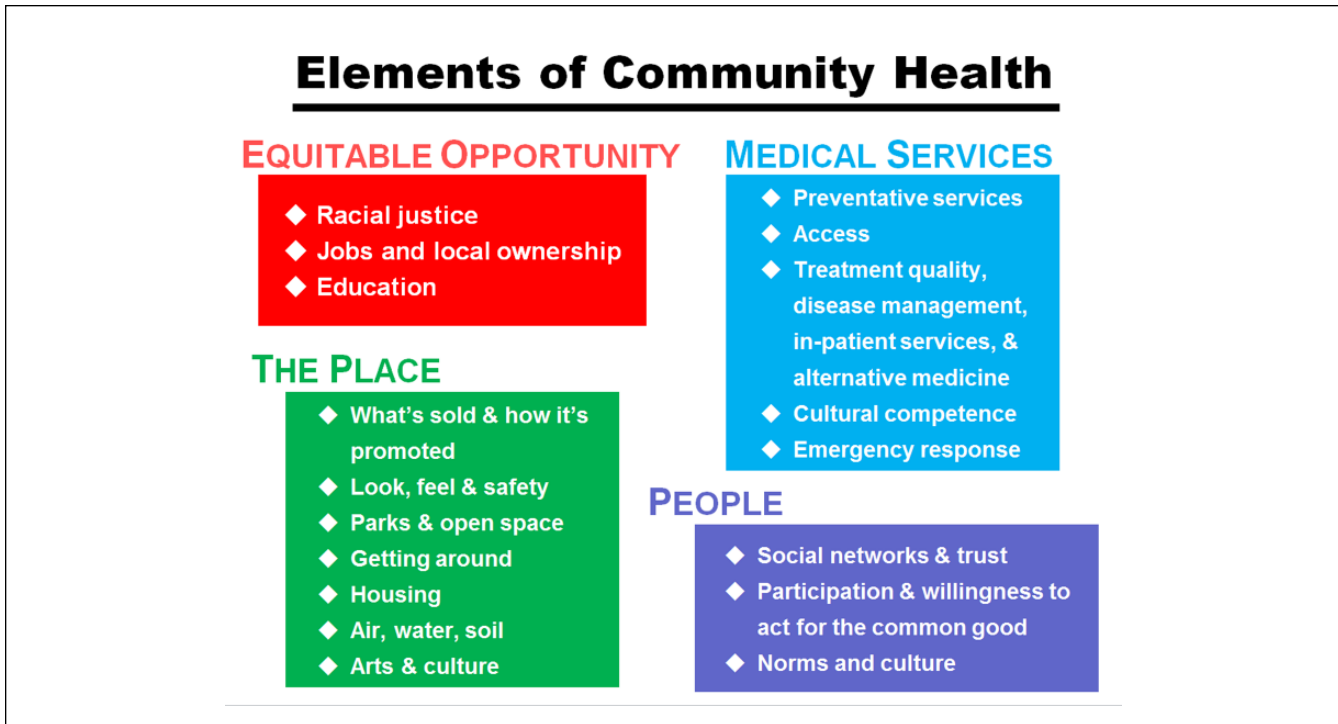 Elements of Community Health
EQUITABLE OPPORTUNITY
◆ Racial justice
◆ Jobs and local ownership
◆ Education
THE PLACE
◆ What’s sold & how it’s
promoted
◆ Look, feel & safety
◆ Parks & open space
◆ Getting around
◆ Housing
◆ Air, water, soil
◆ Arts & culture
MEDICAL SERVICES
◆ Preventative services
◆ Access
◆ Treatment quality,
disease management,
in-patient services, &
alternative medicine
◆ Cultural competence
◆ Emergency response
PEOPLE
◆ Social networks & trust
◆ Participation & willingness to
act for the common good
◆ Norms and culture